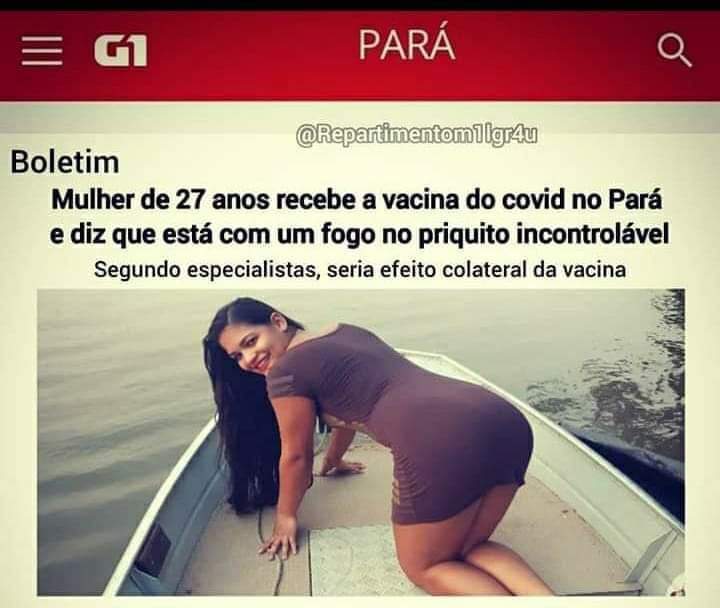 G1
PARÁ
@Repartimentom1lgr4u
Boletim
Mulher de 27 anos recebe a vacina do covid no Pará
e diz que está com um fogo no priquito incontrolável
Segundo especialistas, seria efeito colateral da vacina